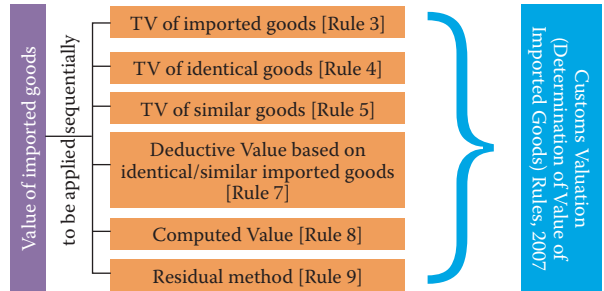 Value of imported goods
to be applied sequentially
TV of imported goods [Rule 3]
TV of identical goods [Rule 4]
TV of similar goods [Rule 5]
Deductive Value based on
identical/similar imported goods
[Rule 7]
Computed Value [Rule 8]
Residual method [Rule 9]
Customs Valuation
(Determination of Value of
Imported Goods) Rules, 2007